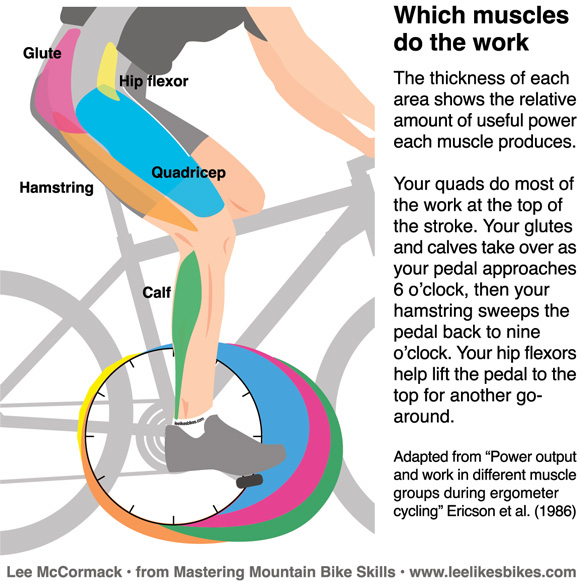 Which muscles
do the work
Glute
Hip flexor
Quadricep
Hamstring
Calf
leelikesbikes.com
The thickness of each
area shows the relative
amount of useful power
each muscle produces.
Your quads do most of
the work at the top of
the stroke. Your glutes
and calves take over as
your pedal approaches
6 o’clock, then your
hamstring sweeps the
pedal back to nine
o’clock. Your hip flexors
help lift the pedal to the
top for another go-
around.
Adapted from “Power output
and work in different muscle
groups during ergometer
cycling” Ericson et al. (1986)
Lee McCormack • from Mastering Mountain Bike Skills • www.leelikesbikes.com